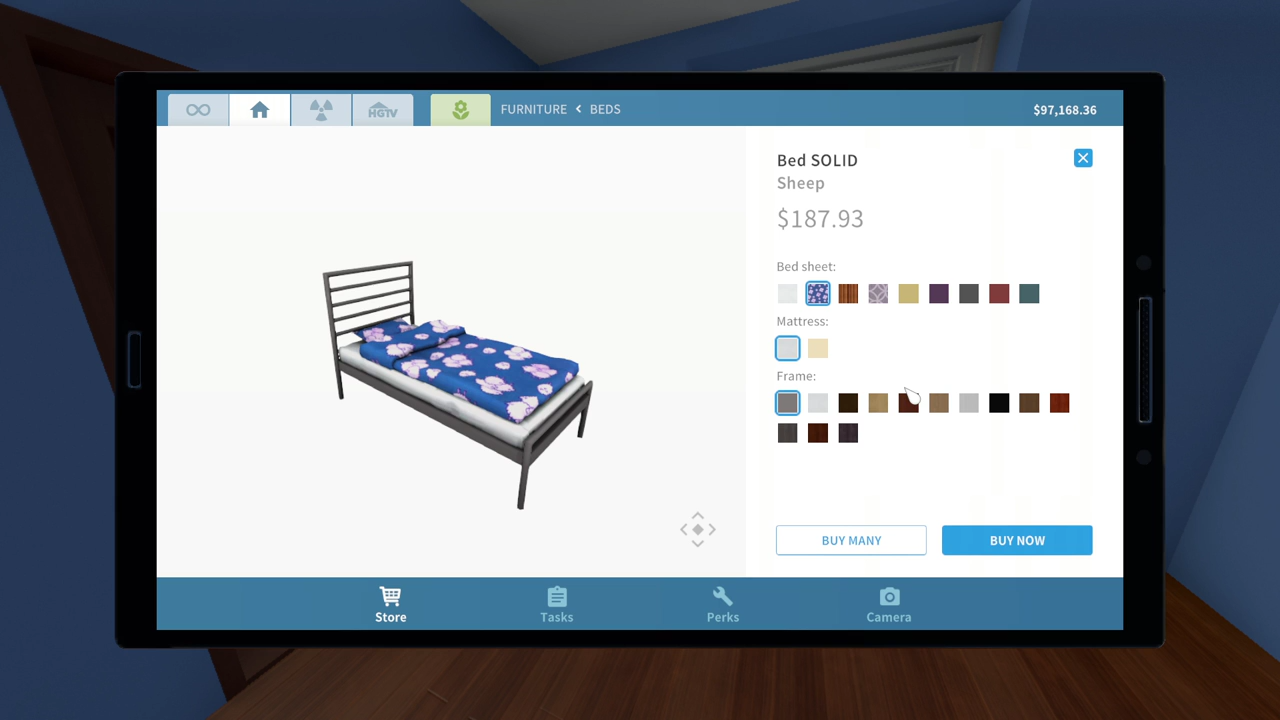 HGTV
FURNITURE < BEDS
$97,168.36
Bed SOLID
Sheep
$187.93
Bed sheet:
Mattress:
Frame:
BUY MANY
BUY NOW
Store
Tasks
Perks
Camera